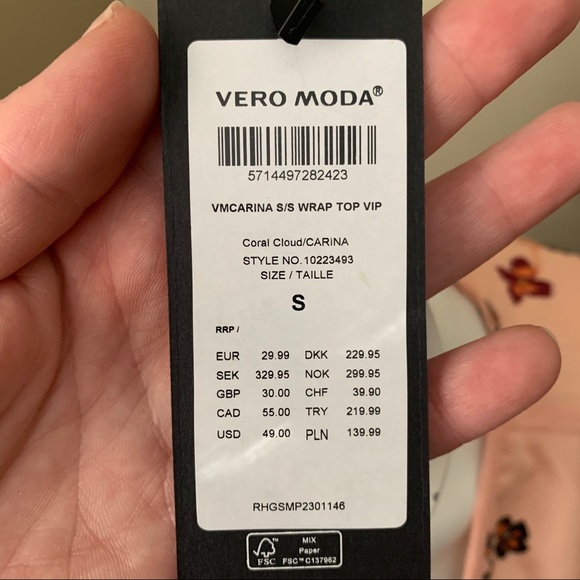 VERO MODA®
5714497282423
VMCARINA S/S WRAP TOP VIP
Coral Cloud/CARINA
STYLE NO.10223493
SIZE / TAILLE
S
RRP /
EUR 29.99 DKK 229.95
SEK 329.95 NOK 299.95
GBP 30.00 CHF 39.90
CAD 55.00 TRY 219.99
USD 49.00 PLN 139.99
RHGSMP2301146
FSC
MIX
Paper
FSC™ C137962